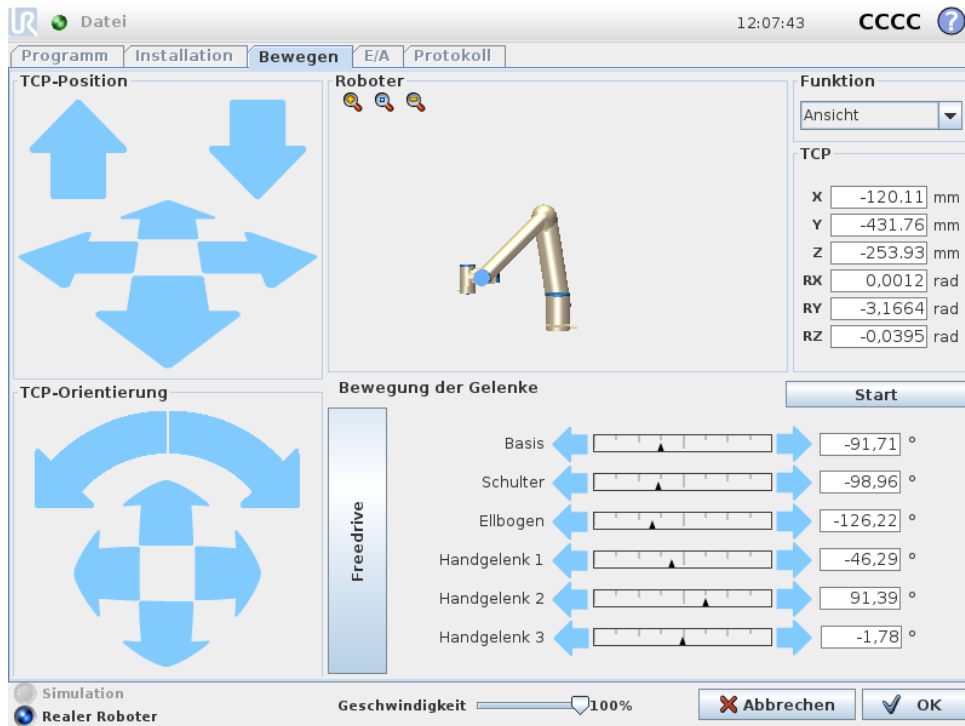 UR Datei 12:07:43 CCCC ?
Programm Installation Bewegen E/A Protokoll
TCP-Position
Roboter
Funktion
Ansicht
TCP
X -120.11 mm
Y -431.76 mm
Z -253.93 mm
RX 0,0012 rad
RY -3,1664 rad
RZ -0,0395 rad
TCP-Orientierung
Bewegung der Gelenke
Start
Freedrive
Basis -91,71 °
Schulter -98,96 °
Ellbogen -126,22 °
Handgelenk 1 -46,29 °
Handgelenk 2 91,39 °
Handgelenk 3 -1,78 °
Simulation
Realer Roboter
Geschwindigkeit 100%
Abbrechen
OK